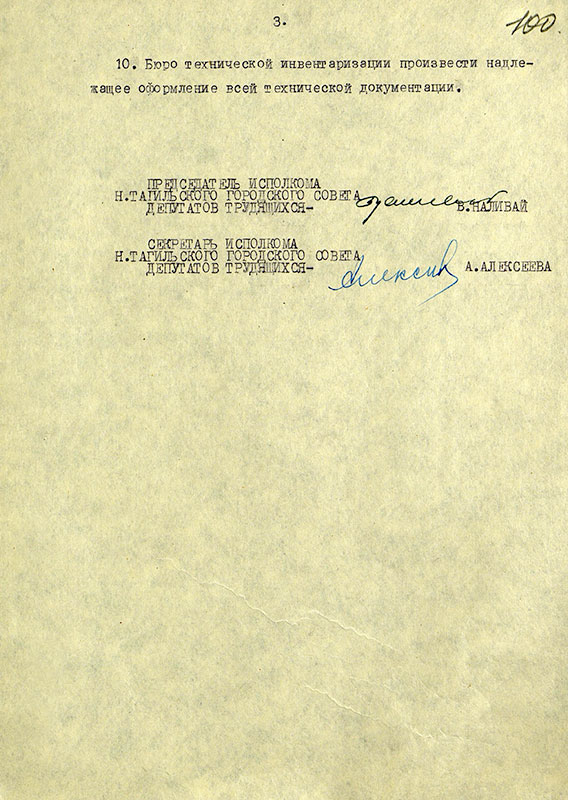 3.
100
10. Бюро технической инвентаризации произвести надле-
жащее оформление всей технической документации.
ПРЕДСЕДАТЕЛЬ ИСПОЛКОМА
Н.ТАГИЛЬСКОГО ГОРОДСКОГО СОВЕТА
ДЕПУТАТОВ ТРУДЯЩИХСЯ- В.НАЛИВАЙ
СЕКРЕТАРЬ ИСПОЛКОМА
Н.ТАГИЛЬСКОГО ГОРОДСКОГО СОВЕТА
ДЕПУТАТОВ ТРУДЯЩИХСЯ- А.АЛЕКСЕЕВА